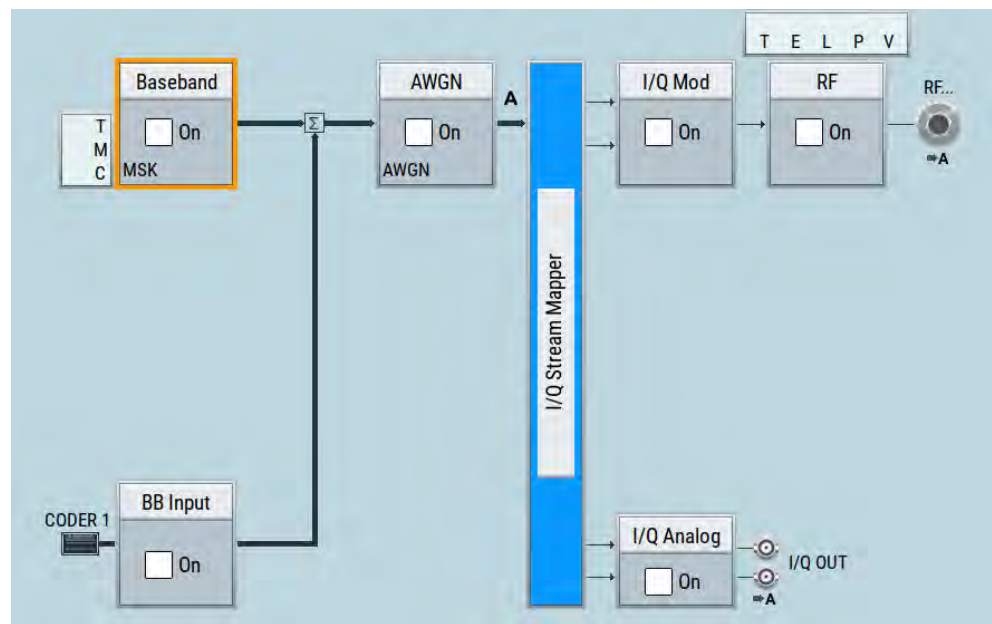 T E L P V
Baseband
On
MSK
T
M
C
Σ
AWGN
On
AWGN
A
I/Q Stream Mapper
I/Q Mod
On
RF
On
RF...
A
CODER 1
BB Input
On
I/Q Analog
On
I/Q OUT
A